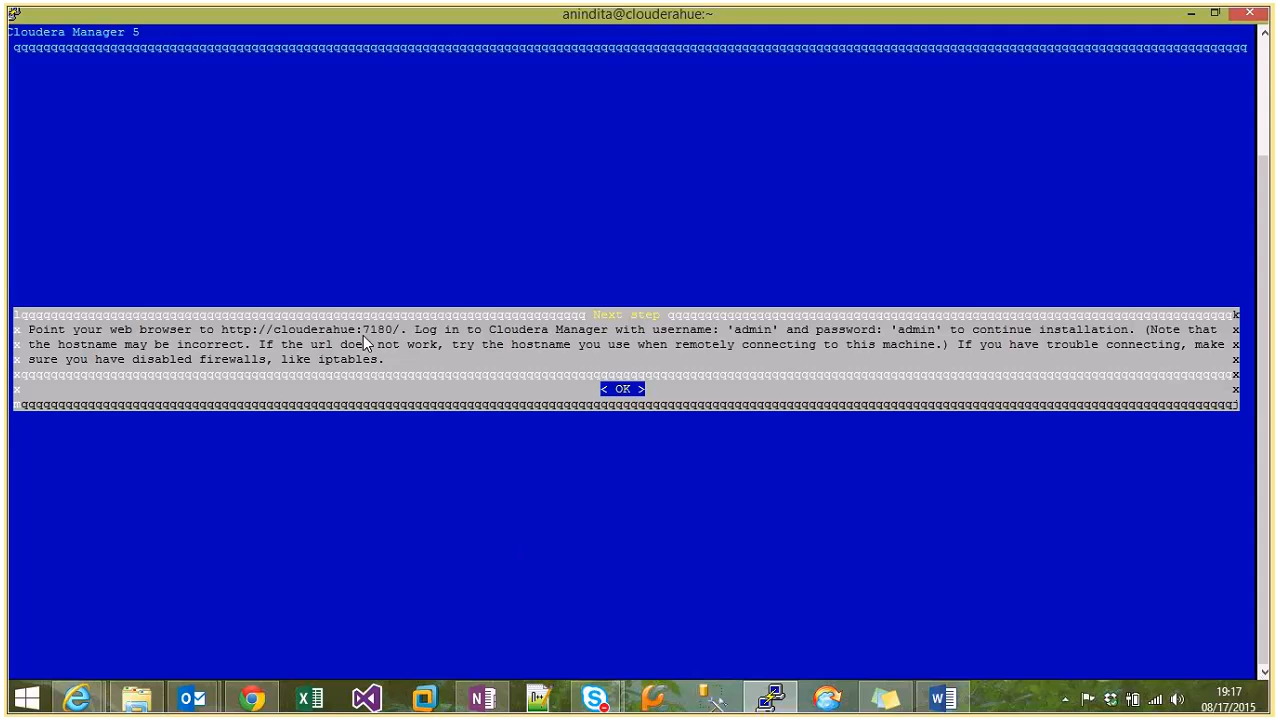 anindita@clouderahue:~
Cloudera Manager 5
Next step
Point your web browser to http://clouderahue:7180/. Log in to Cloudera Manager with username: 'admin' and password: 'admin' to continue installation. (Note that
the hostname may be incorrect. If the url does not work, try the hostname you use when remotely connecting to this machine.) If you have trouble connecting, make
sure you have disabled firewalls, like iptables.
< OK >
19:17
08/17/2015